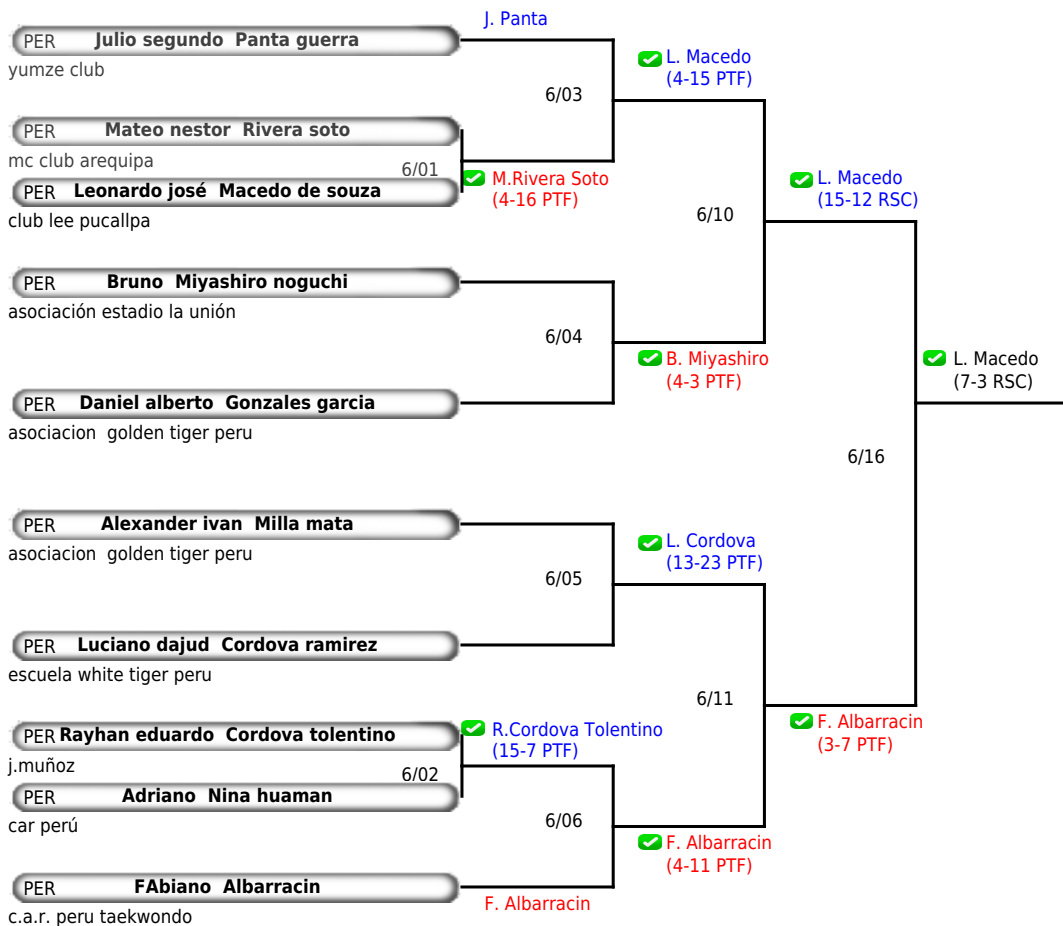 J. Panta
PER Julio segundo Panta guerra
yumze club
L. Macedo
(4-15 PTF)
6/03
PER Mateo nestor Rivera soto
mc club arequipa
6/01
M.Rivera Soto
(4-16 PTF)
PER Leonardo josé Macedo de souza
club lee pucallpa
L. Macedo
(15-12 RSC)
6/10
PER Bruno Miyashiro noguchi
asociación estadio la unión
6/04
B. Miyashiro
(4-3 PTF)
PER Daniel alberto Gonzales garcia
asociacion golden tiger peru
L. Macedo
(7-3 RSC)
6/16
PER Alexander ivan Milla mata
asociacion golden tiger peru
L. Cordova
(13-23 PTF)
6/05
PER Luciano dajud Cordova ramirez
escuela white tiger peru
6/11
F. Albarracin
(3-7 PTF)
PER Rayhan eduardo Cordova tolentino
j.muñoz
6/02
R.Cordova Tolentino
(15-7 PTF)
PER Adriano Nina huaman
car perú
6/06
F. Albarracin
(4-11 PTF)
PER FAbiano Albarracin
c.a.r. peru taekwondo
F. Albarracin